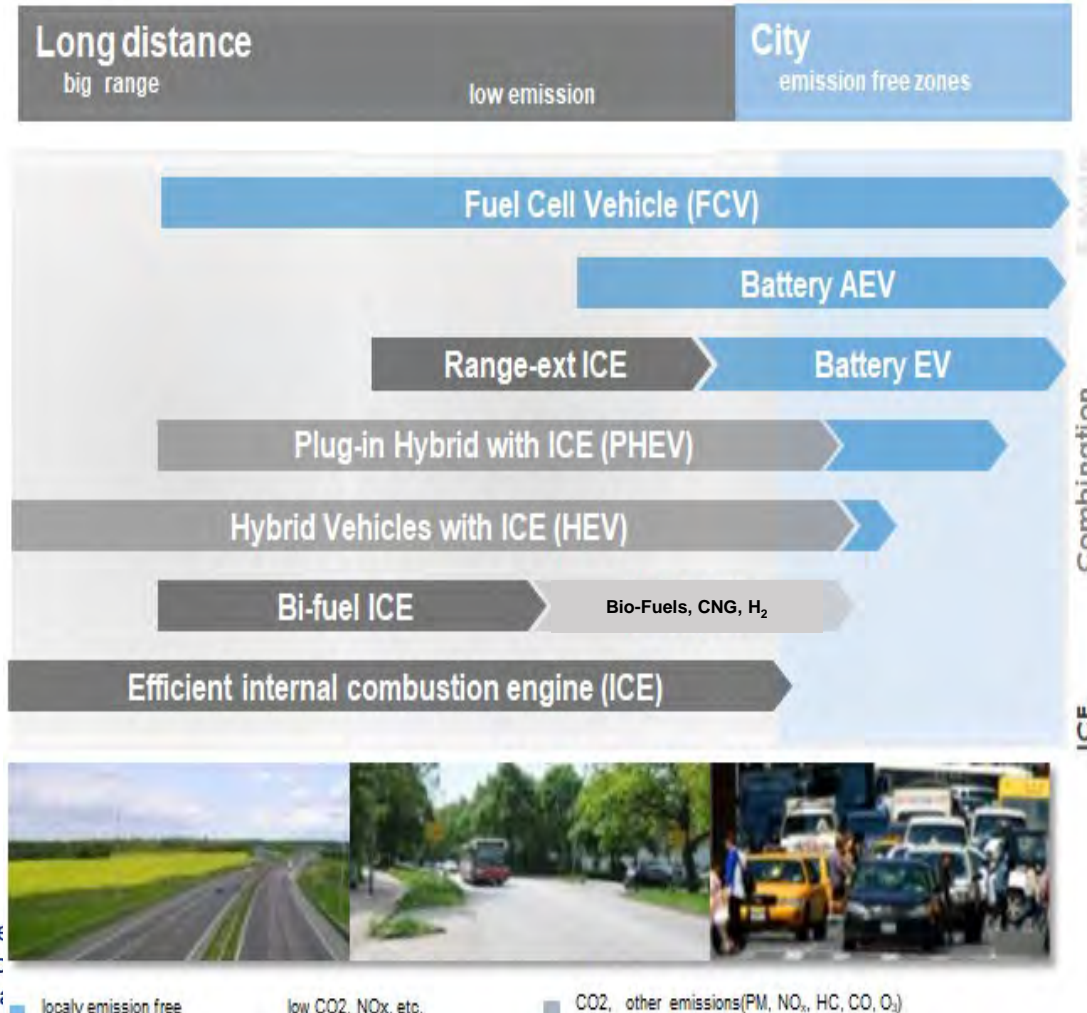 Long distance
big range
low emission
City
emission free zones
Fuel Cell Vehicle (FCV)
Battery AEV
Range-ext ICE
Battery EV
Plug-in Hybrid with ICE (PHEV)
Hybrid Vehicles with ICE (HEV)
Bi-fuel ICE
Bio-Fuels, CNG, H₂
Efficient internal combustion engine (ICE)
Combination
ICE
localy emission free
low CO2, NOx, etc.
CO2, other emissions(PM, NOₓ, HC, CO, O₃)